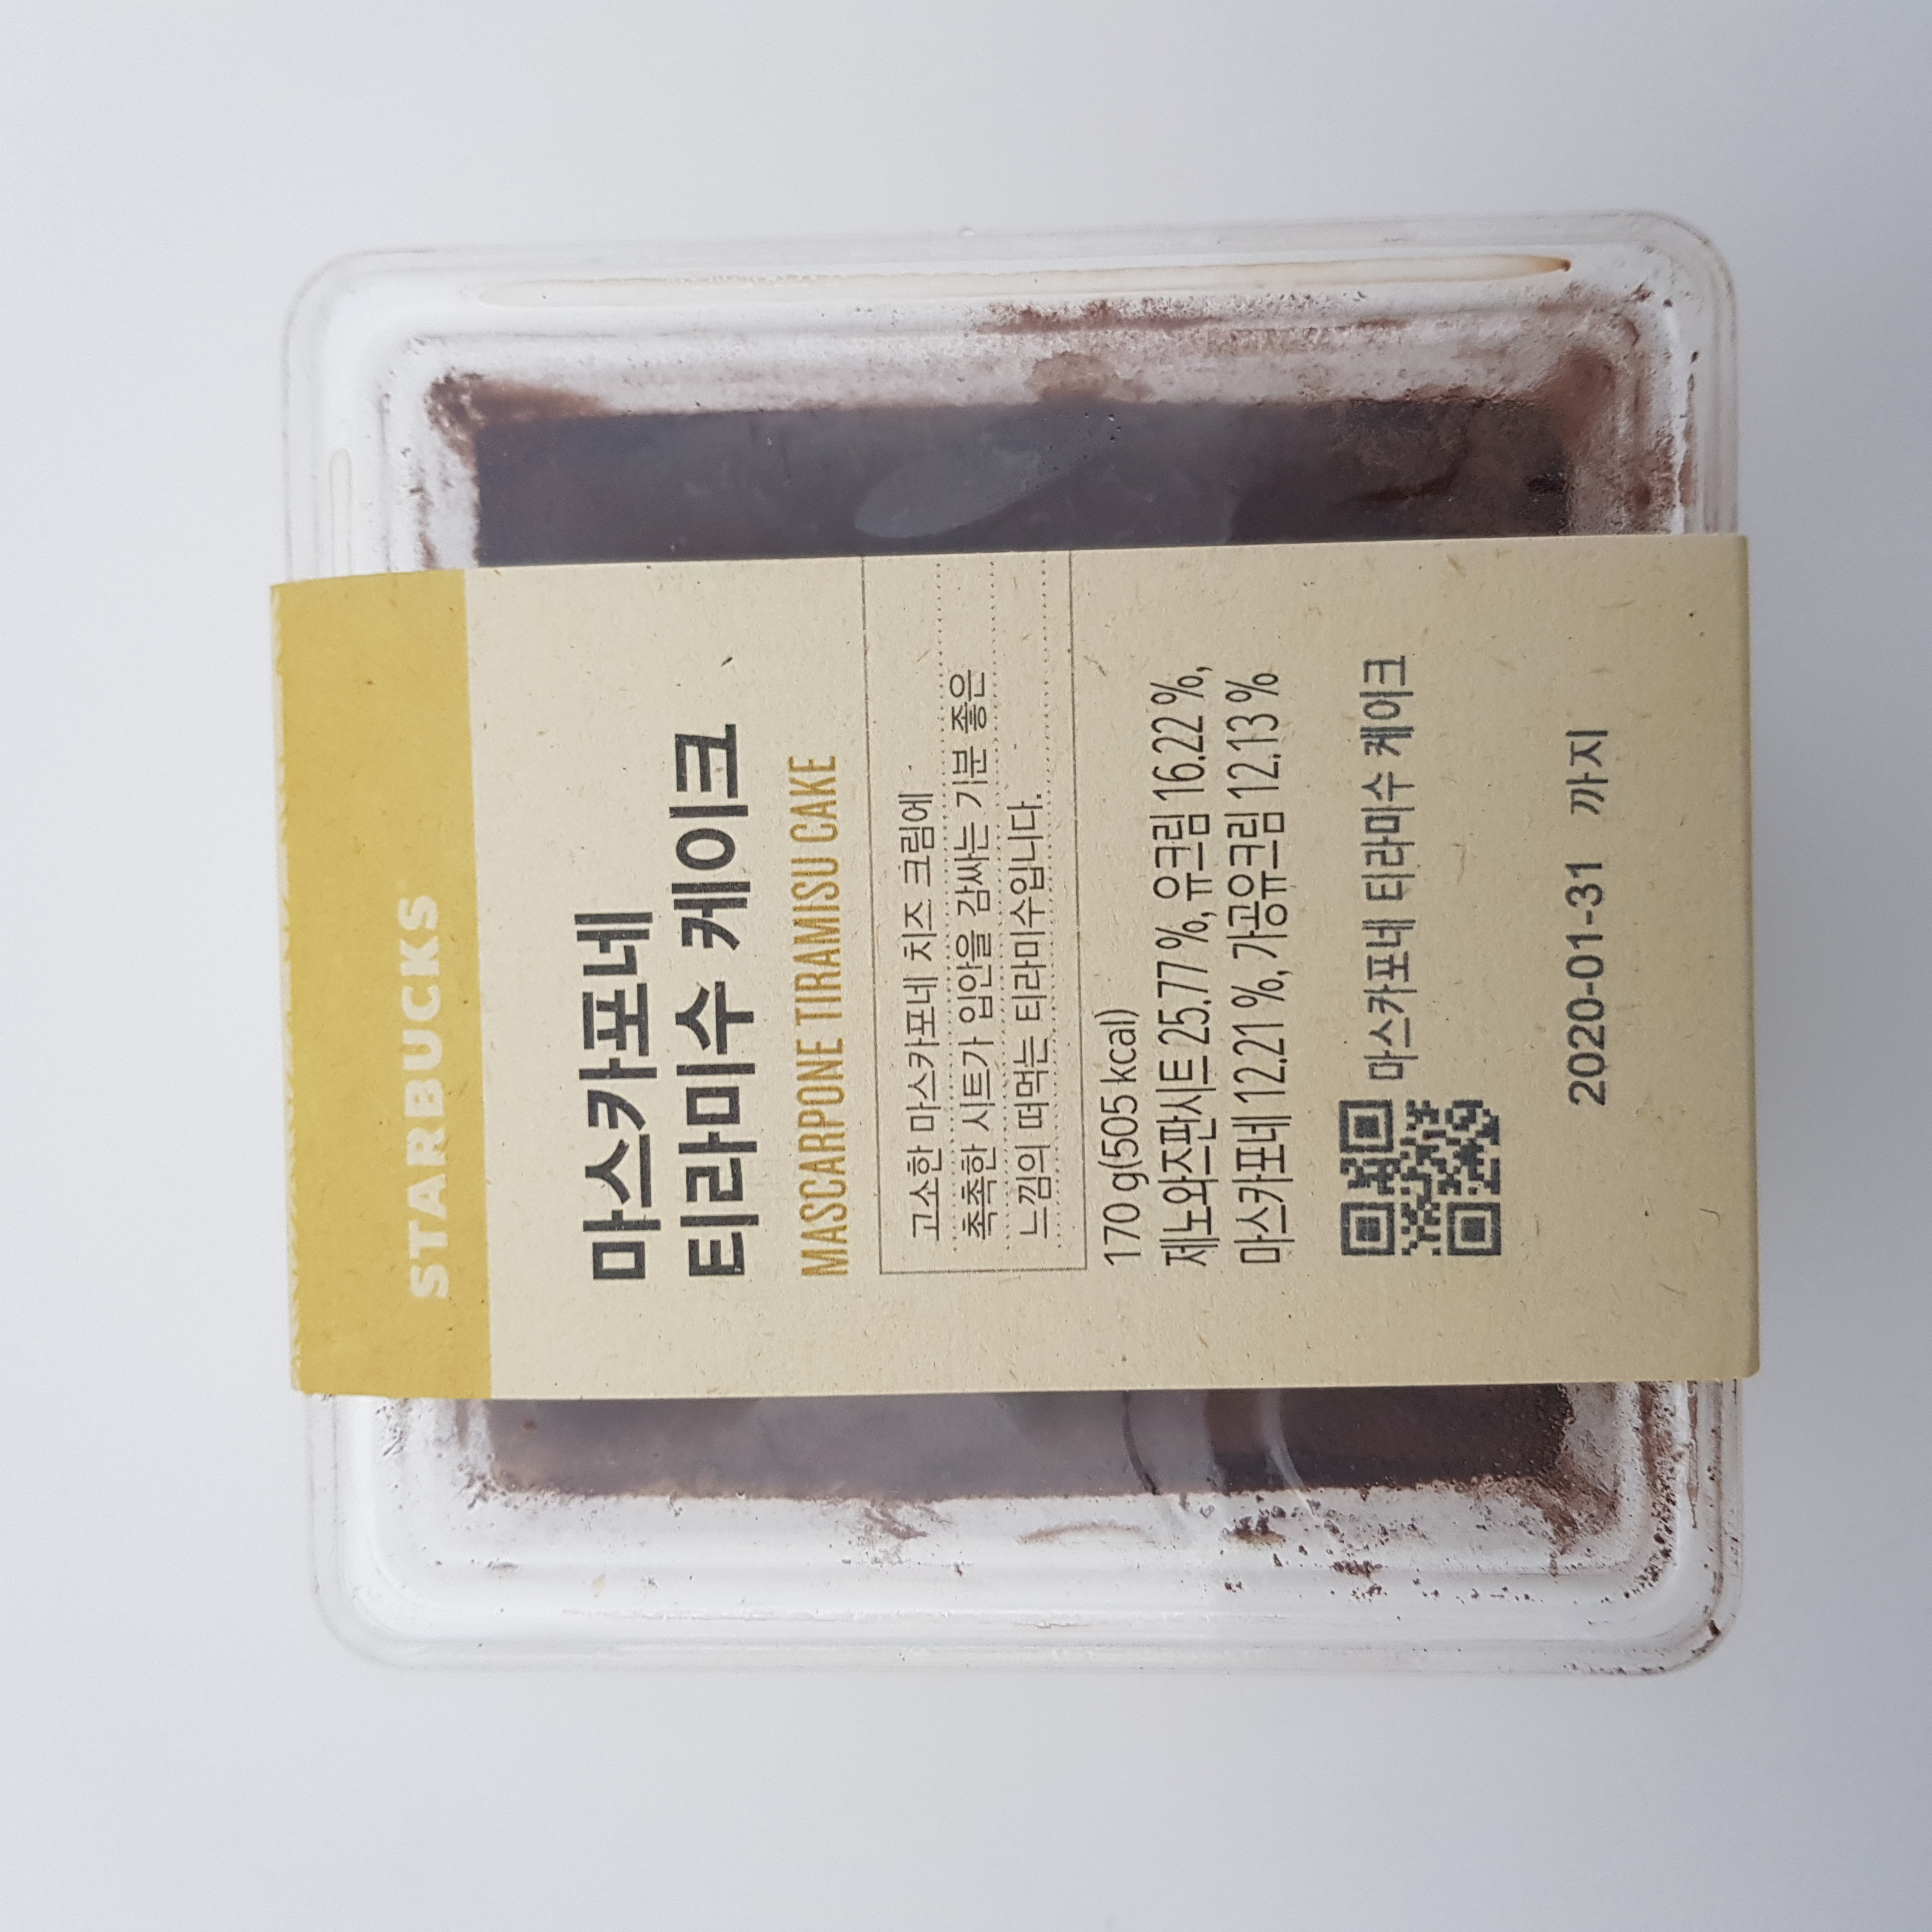 STARBUCKS
마스카포네
티라미수 케이크
MASCARPONE TIRAMISU CAKE
고소한 마스카포네 치즈 크림에
촉촉한 시트가 입안을 감싸는 기분 좋은
느낌의 떠먹는 티라미수입니다.
170 g(505 kcal)
제노와즈판시트 25.77 %, 유크림 16.22 %,
마스카포네 12.21 %, 가공유크림 12.13 %
마스카포네 티라미수 케이크
2020-01-31 까지